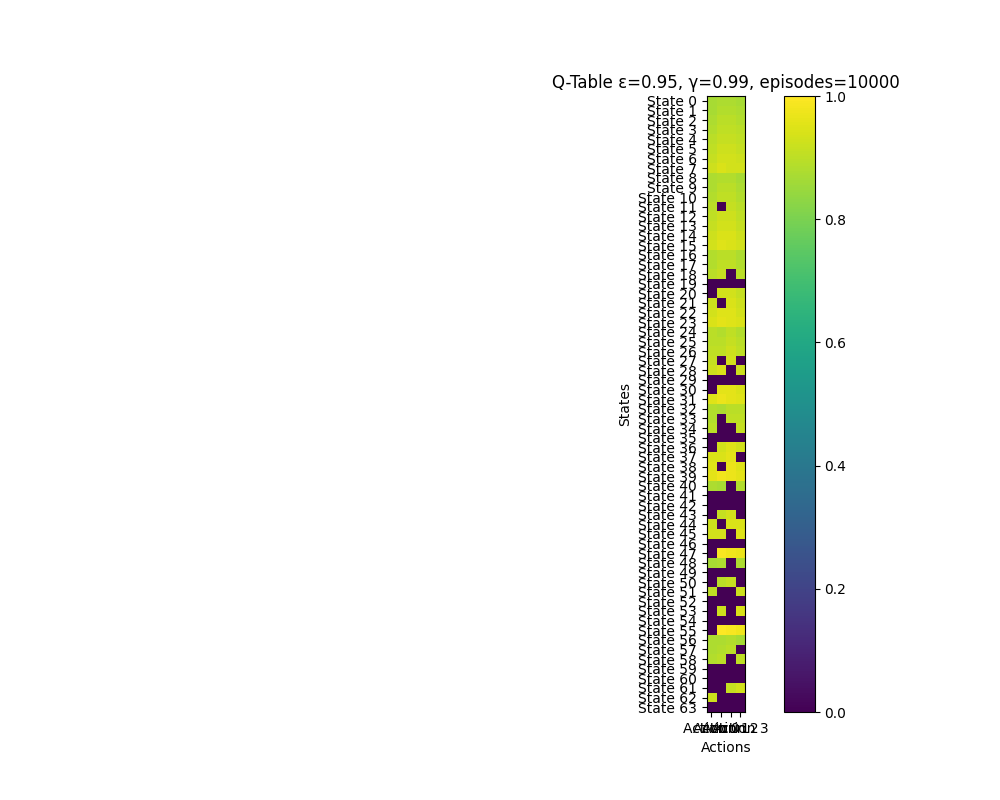 Q-Table ε=0.95, γ=0.99, episodes=10000
State 0
State 1
State 2
State 3
State 4
State 5
State 6
State 7
State 8
State 9
State 10
State 11
State 12
State 13
State 14
State 15
State 16
State 17
State 18
State 19
State 20
State 21
State 22
State 23
State 24
State 25
State 26
State 27
State 28
State 29
State 30
State 31
State 32
State 33
State 34
State 35
State 36
State 37
State 38
State 39
State 40
State 41
State 42
State 43
State 44
State 45
State 46
State 47
State 48
State 49
State 50
State 51
State 52
State 53
State 54
State 55
State 56
State 57
State 58
State 59
State 60
State 61
State 62
State 63
States
Actions
1.0
0.8
0.6
0.4
0.2
0.0